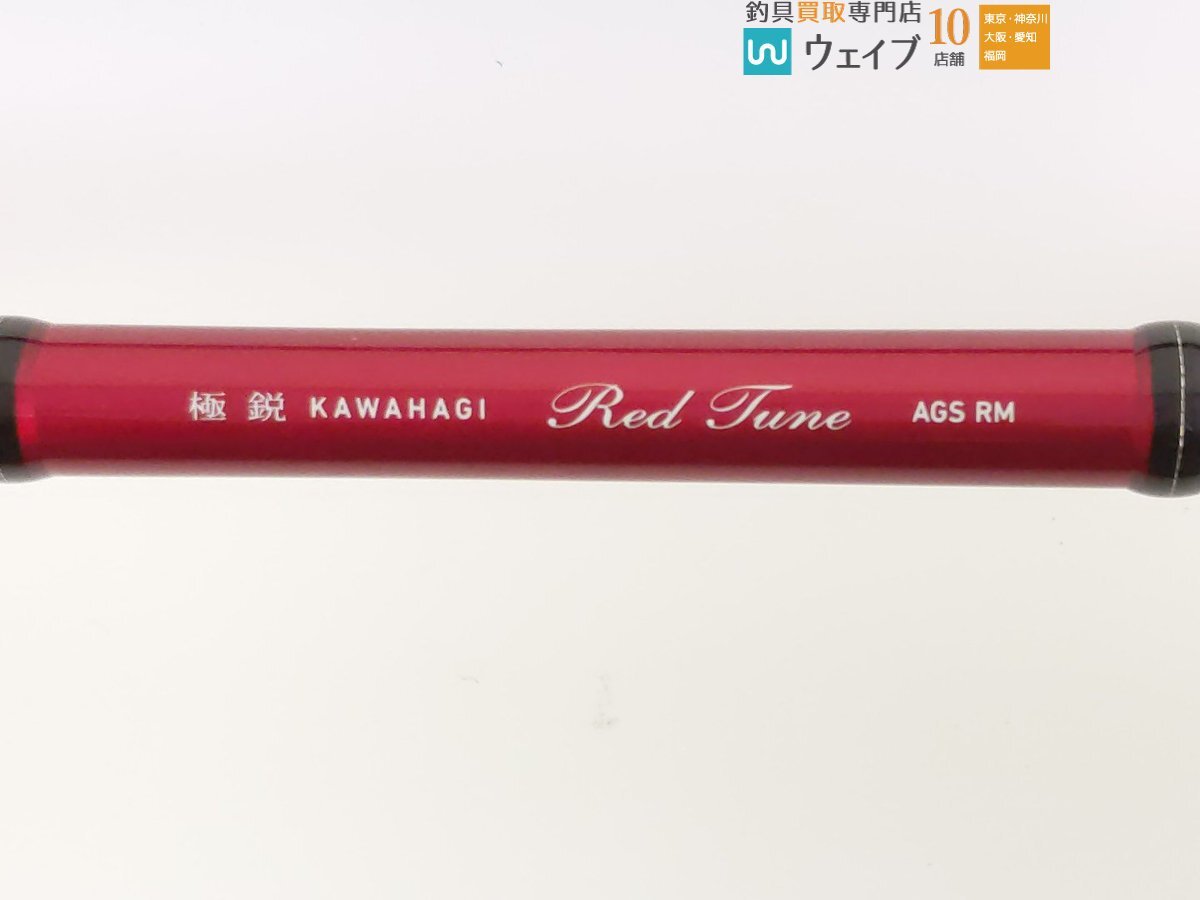 釣具買取専門店
ウェイブ
10
店舗
東京・神奈川
大阪・愛知
福岡
極鋭 KAWAHAGI Red Tune AGS RM